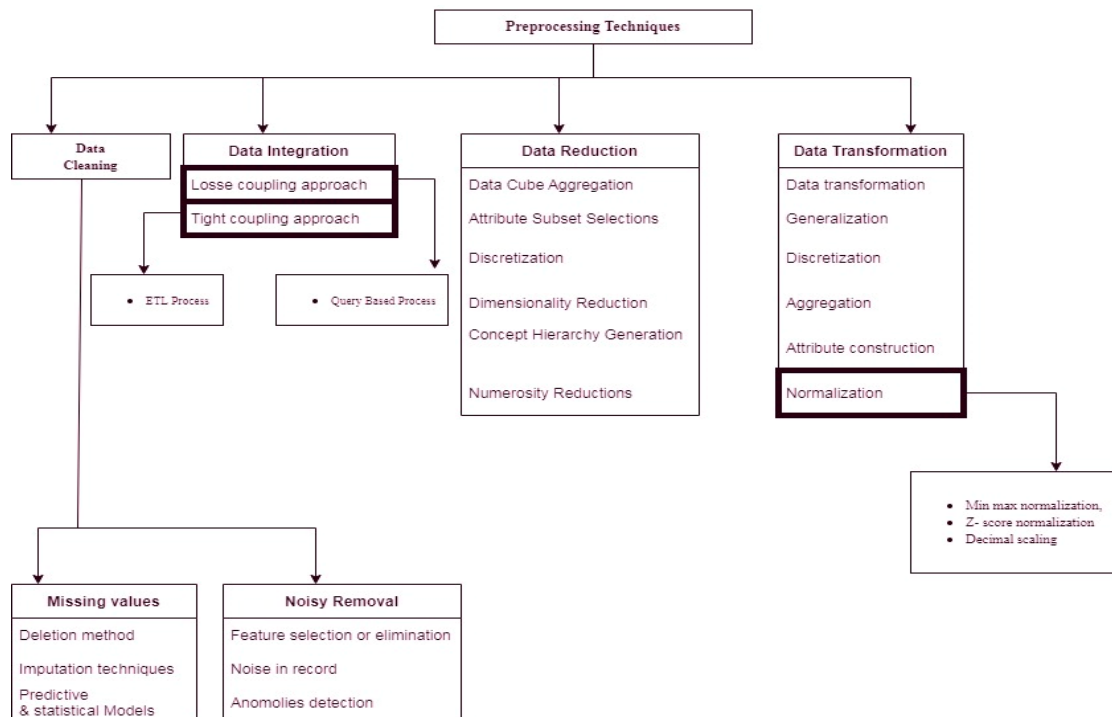 Preprocessing Techniques
Data
Cleaning
Data Integration
Losse coupling approach
Tight coupling approach
ETL Process
Query Based Process
Data Reduction
Data Cube Aggregation
Attribute Subset Selections
Discretization
Dimensionality Reduction
Concept Hierarchy Generation
Numerosity Reductions
Data Transformation
Data transformation
Generalization
Discretization
Aggregation
Attribute construction
Normalization
Min max normalization,
Z- score normalization
Decimal scaling
Missing values
Deletion method
Imputation techniques
Predictive
& statistical Models
Noisy Removal
Feature selection or elimination
Noise in record
Anomolies detection